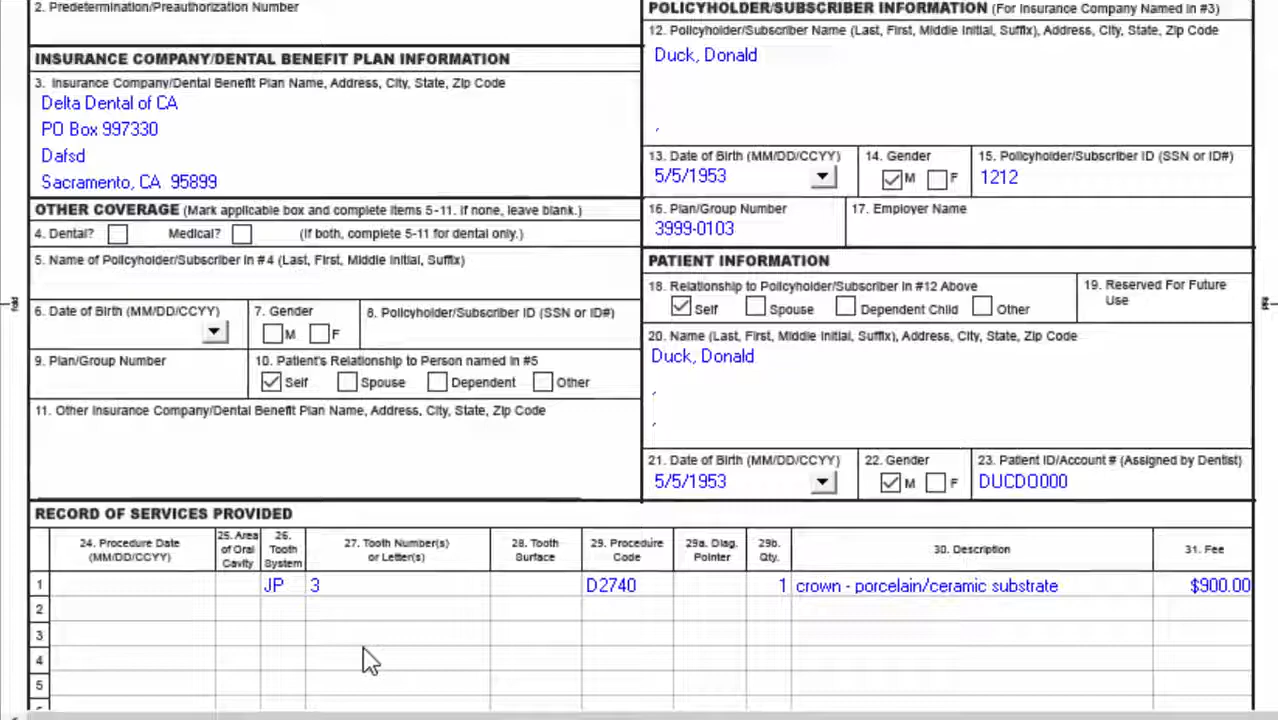 2. Predetermination/Preauthorization Number
INSURANCE COMPANY/DENTAL BENEFIT PLAN INFORMATION
3. Insurance Company/Dental Benefit Plan Name, Address, City, State, Zip Code
Delta Dental of CA
PO Box 997330
Dafsd
Sacramento, CA 95899
OTHER COVERAGE (Mark applicable box and complete items 5-11. If none, leave blank.)
4. Dental? Medical? (If both, complete 5-11 for dental only.)
5. Name of Policyholder/Subscriber in #4 (Last, First, Middle Initial, Suffix)
6. Date of Birth (MM/DD/CCYY)
7. Gender
M F
8. Policyholder/Subscriber ID (SSN or ID#)
9. Plan/Group Number
10. Patient's Relationship to Person named in #5
Self Spouse Dependent Other
11. Other Insurance Company/Dental Benefit Plan Name, Address, City, State, Zip Code
POLICYHOLDER/SUBSCRIBER INFORMATION (For Insurance Company Named in #3)
12. Policyholder/Subscriber Name (Last, First, Middle Initial, Suffix), Address, City, State, Zip Code
Duck, Donald
,
13. Date of Birth (MM/DD/CCYY)
5/5/1953
14. Gender
M F
15. Policyholder/Subscriber ID (SSN or ID#)
1212
16. Plan/Group Number
3999-0103
17. Employer Name
PATIENT INFORMATION
18. Relationship to Policyholder/Subscriber in #12 Above
Self Spouse Dependent Child Other
19. Reserved For Future
Use
20. Name (Last, First, Middle Initial, Suffix), Address, City, State, Zip Code
Duck, Donald
,
,
21. Date of Birth (MM/DD/CCYY)
5/5/1953
22. Gender
M F
23. Patient ID/Account # (Assigned by Dentist)
DUCDO000
RECORD OF SERVICES PROVIDED
24. Procedure Date
(MM/DD/CCYY)
25. Area
of Oral
Cavity
26.
Tooth
System
27. Tooth Number(s)
or Letter(s)
28. Tooth
Surface
29. Procedure
Code
29a. Diag.
Pointer
29b.
Qty.
30. Description
31. Fee
1 JP 3 D2740 1 crown - porcelain/ceramic substrate $900.00
2
3
4
5